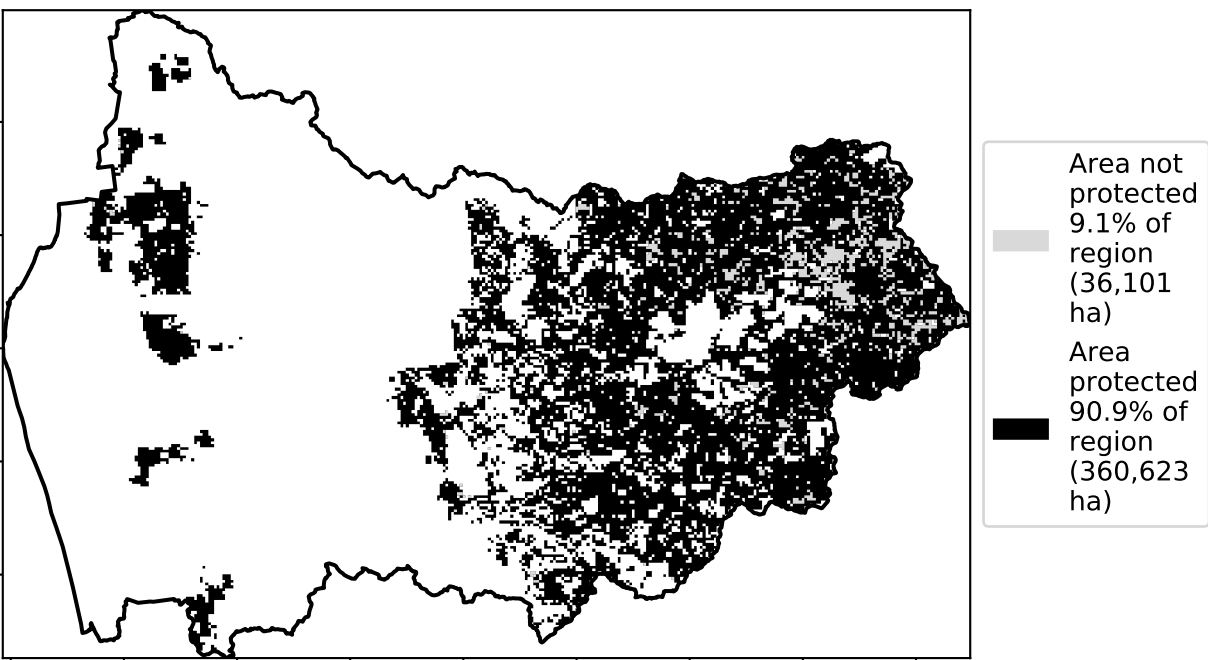 Area not
protected
9.1% of
region
(36,101
ha)
Area
protected
90.9% of
region
(360,623
ha)